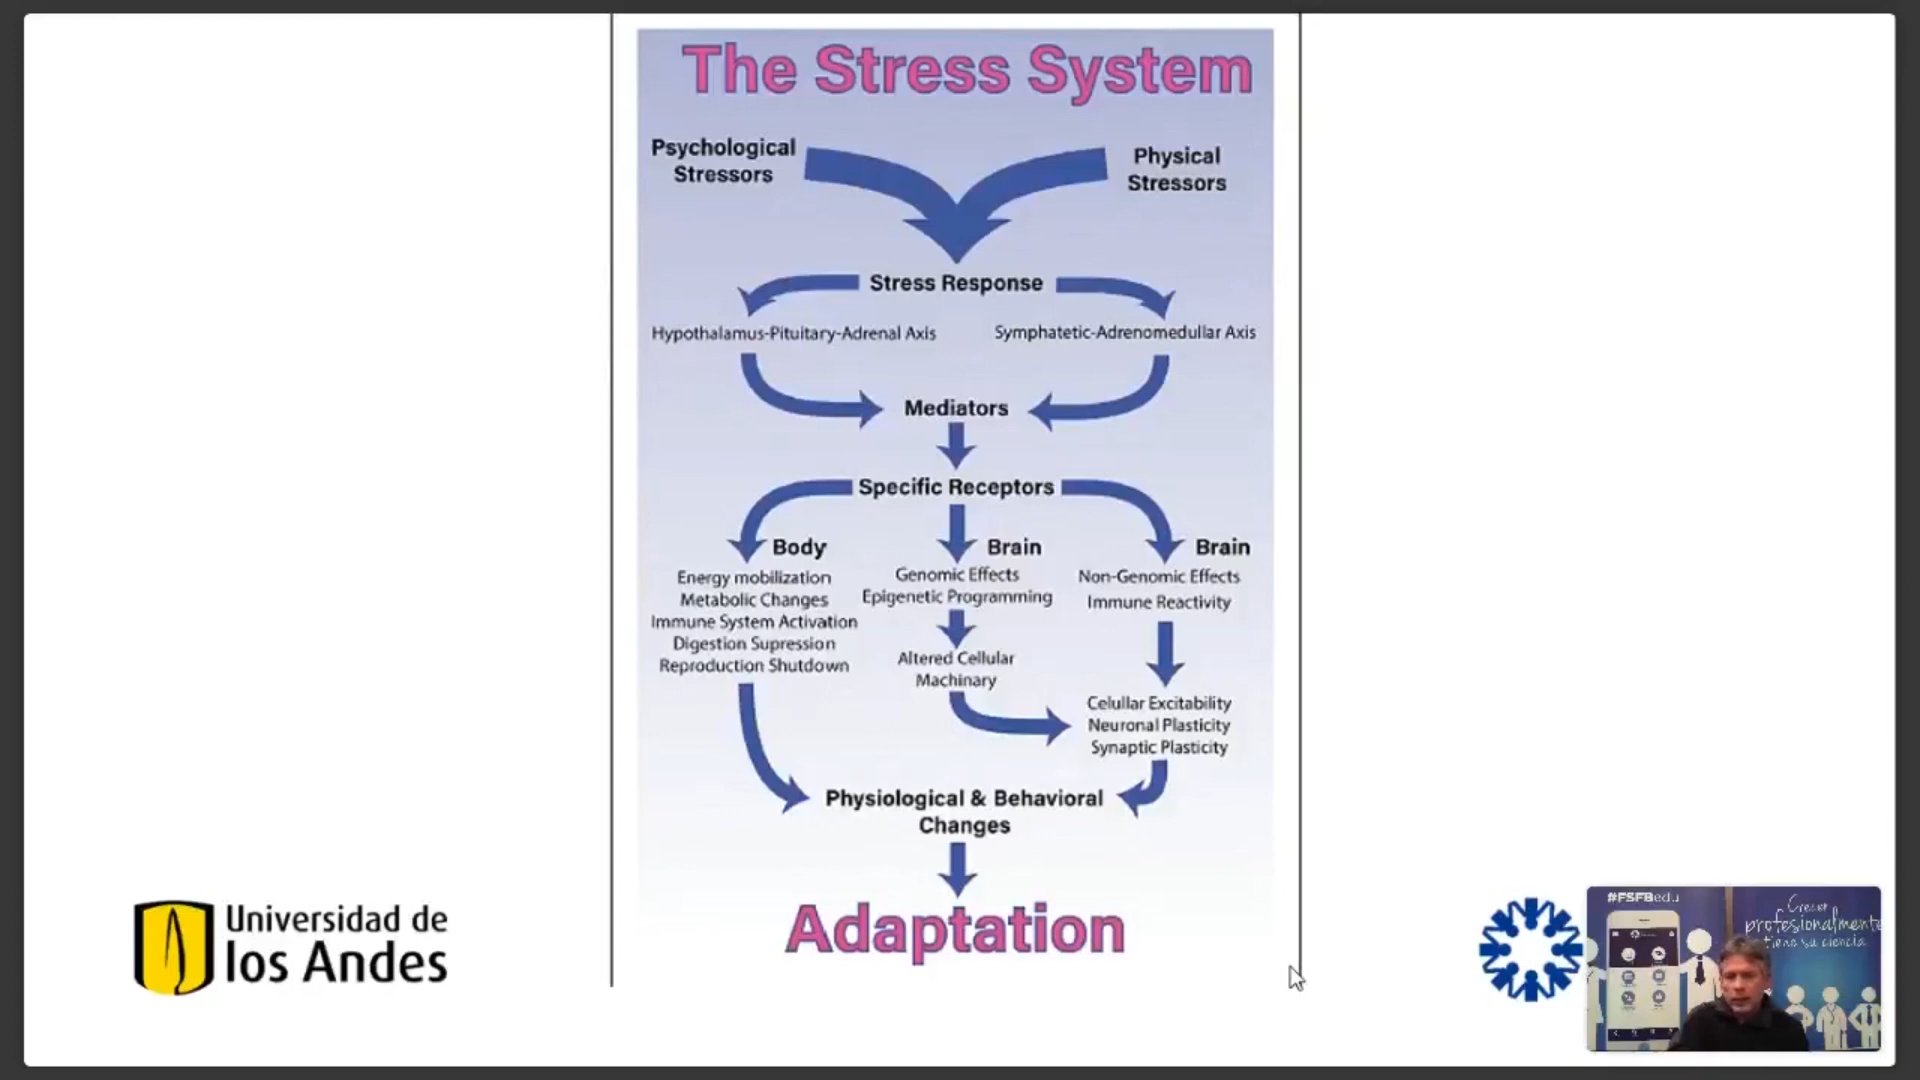 The Stress System
Psychological
Stressors
Physical
Stressors
Stress Response
Hypothalamus-Pituitary-Adrenal Axis
Symphatetic-Adrenomedullar Axis
Mediators
Specific Receptors
Body
Energy mobilization
Metabolic Changes
Immune System Activation
Digestion Supression
Reproduction Shutdown
Brain
Genomic Effects
Epigenetic Programming
Altered Cellular
Machinary
Brain
Non-Genomic Effects
Immune Reactivity
Celullar Excitability
Neuronal Plasticity
Synaptic Plasticity
Physiological & Behavioral
Changes
Adaptation
Universidad de
los Andes
#FSFBedu
Crecer
profesionalmente
tiene su ciencia